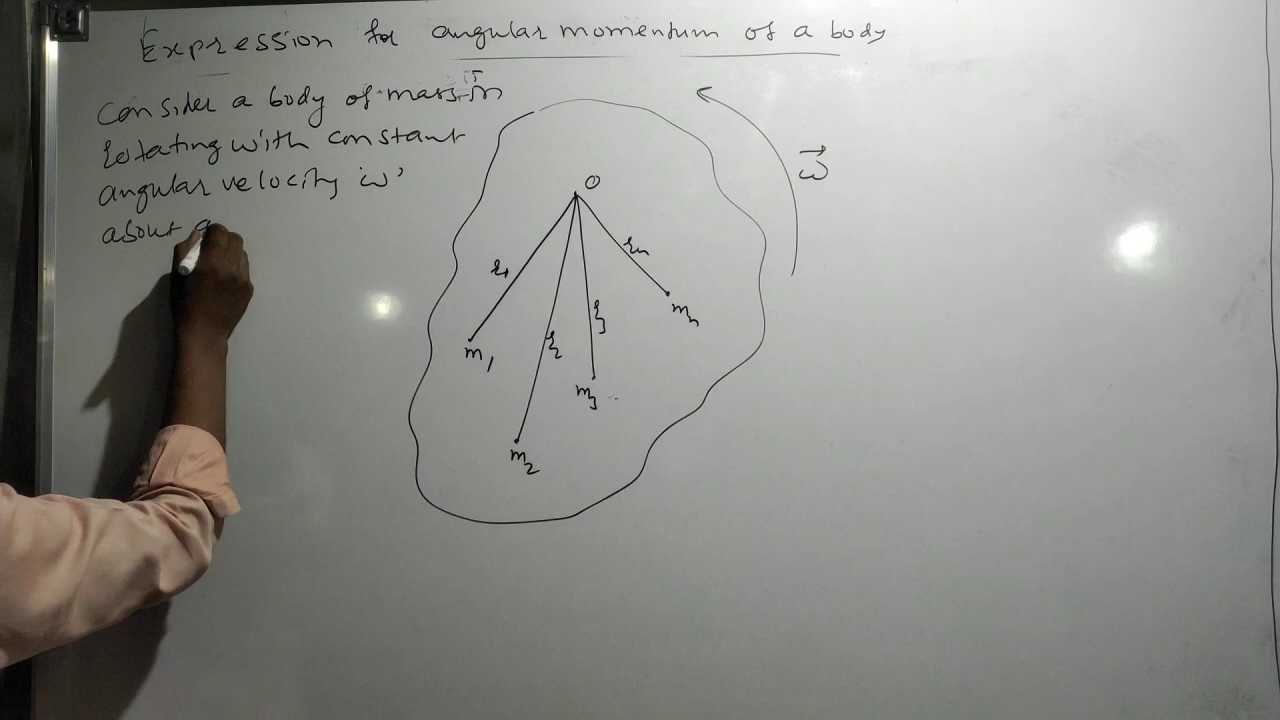 Expression for angular momentum of a body
Consider a body of mass m
rotating with constant
angular velocity 'ω'
about a
O
ω⃗
r₁
rₙ
r₃
r₂
m₁
mₙ
m₃
m₂